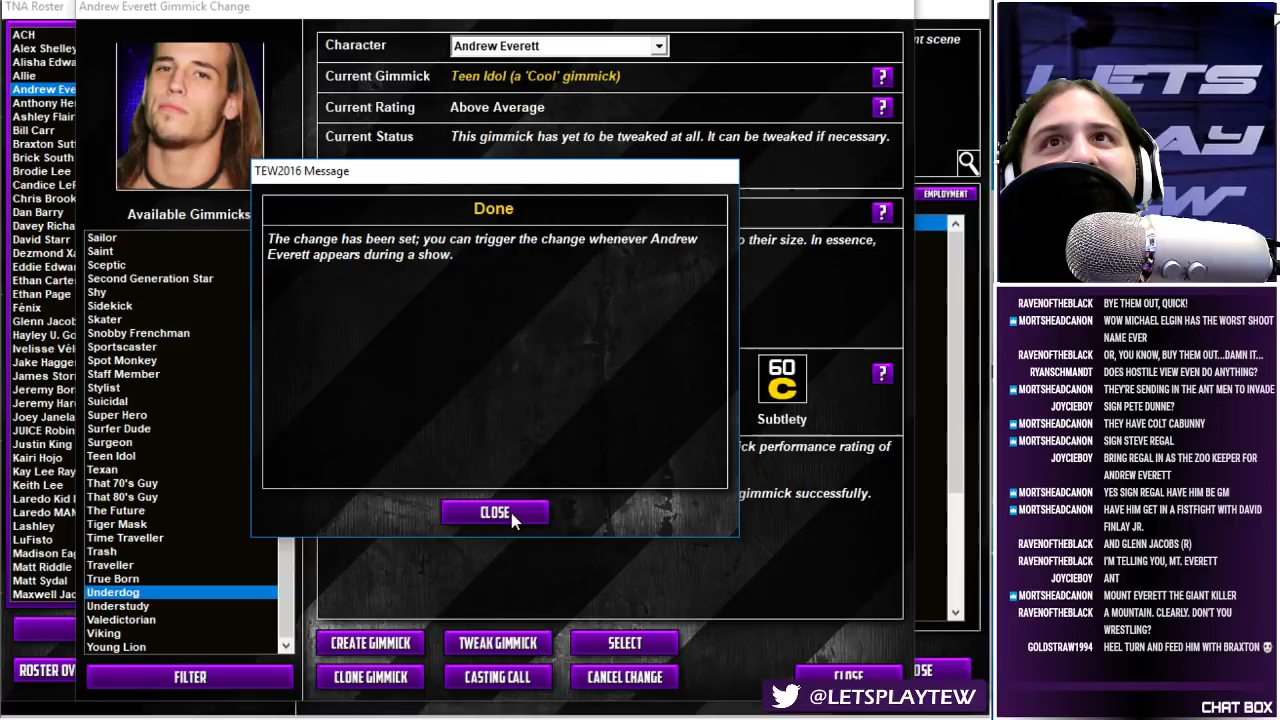 TNA Roster
Andrew Everett Gimmick Change
ACH
Alex Shelley
Alisha Edwa
Allie
Andrew Eve
Anthony He
Ashley Flair
Bill Carr
Braxton Sut
Brick South
Brodie Lee
Candice LeR
Chris Brook
Dan Barry
Davey Richa
David Starr
Dezmond Xa
Eddie Edwa
Ethan Carte
Ethan Page
Fénix
Glenn Jacob
Hayley U. Go
Ivelisse Véle
Jake Hagge
James Stor
Jeremy Bor
Jeremy Har
Joey Janela
JUICE Robin
Justin King
Kairi Hojo
Kay Lee Ray
Keith Lee
Laredo Kid
Laredo MAN
Lashley
LuFisto
Madison Eag
Matt Riddle
Matt Sydal
Maxwell Jac
ROSTER OV
Available Gimmicks
Sailor
Saint
Sceptic
Second Generation Star
Shy
Sidekick
Skater
Snobby Frenchman
Sportscaster
Spot Monkey
Staff Member
Stylist
Suicidal
Super Hero
Surfer Dude
Surgeon
Teen Idol
Texan
That 70's Guy
That 80's Guy
The Future
Tiger Mask
Time Traveller
Trash
Traveller
True Born
Underdog
Understudy
Valedictorian
Viking
Young Lion
FILTER
Character
Andrew Everett
Current Gimmick
Teen Idol (a 'Cool' gimmick)
?
Current Rating
Above Average
?
Current Status
This gimmick has yet to be tweaked at all. It can be tweaked if necessary.
TEW2016 Message
Done
The change has been set; you can trigger the change whenever Andrew
Everett appears during a show.
CLOSE
?
o their size. In essence,
60
C
Subtlety
?
ck performance rating of
gimmick successfully.
CREATE GIMMICK
TWEAK GIMMICK
SELECT
CLONE GIMMICK
CASTING CALL
CANCEL CHANGE
CLOSE
OSE
nt scene
EMPLOYMENT
@LETSPLAYTEW
LETS
RAVENOFTHEBLACK BYE THEM OUT, QUICK!
MORTSHEADCANON WOW MICHAEL ELGIN HAS THE WORST SHOOT
NAME EVER
RAVENOFTHEBLACK OR, YOU KNOW, BUY THEM OUT...DAMN IT...
RYANSCHMANDT DOES HOSTILE VIEW EVEN DO ANYTHING?
MORTSHEADCANON THEY'RE SENDING IN THE ANT MEN TO INVADE
JOYCIEBOY SIGN PETE DUNNE?
MORTSHEADCANON THEY HAVE COLT CABUNNY
MORTSHEADCANON SIGN STEVE REGAL
JOYCIEBOY BRING REGAL IN AS THE ZOO KEEPER FOR
ANDREW EVERETT
MORTSHEADCANON YES SIGN REGAL HAVE HIM BE GM
MORTSHEADCANON HAVE HIM GET IN A FISTFIGHT WITH DAVID
FINLAY JR.
RAVENOFTHEBLACK AND GLENN JACOBS (R)
RAVENOFTHEBLACK I'M TELLING YOU, MT. EVERETT
JOYCIEBOY ANT
MORTSHEADCANON MOUNT EVERETT THE GIANT KILLER
RAVENOFTHEBLACK A MOUNTAIN. CLEARLY. DON'T YOU
WRESTLING?
GOLDSTRAW1994 HEEL TURN AND FEED HIM WITH BRAXTON
CHAT BOX